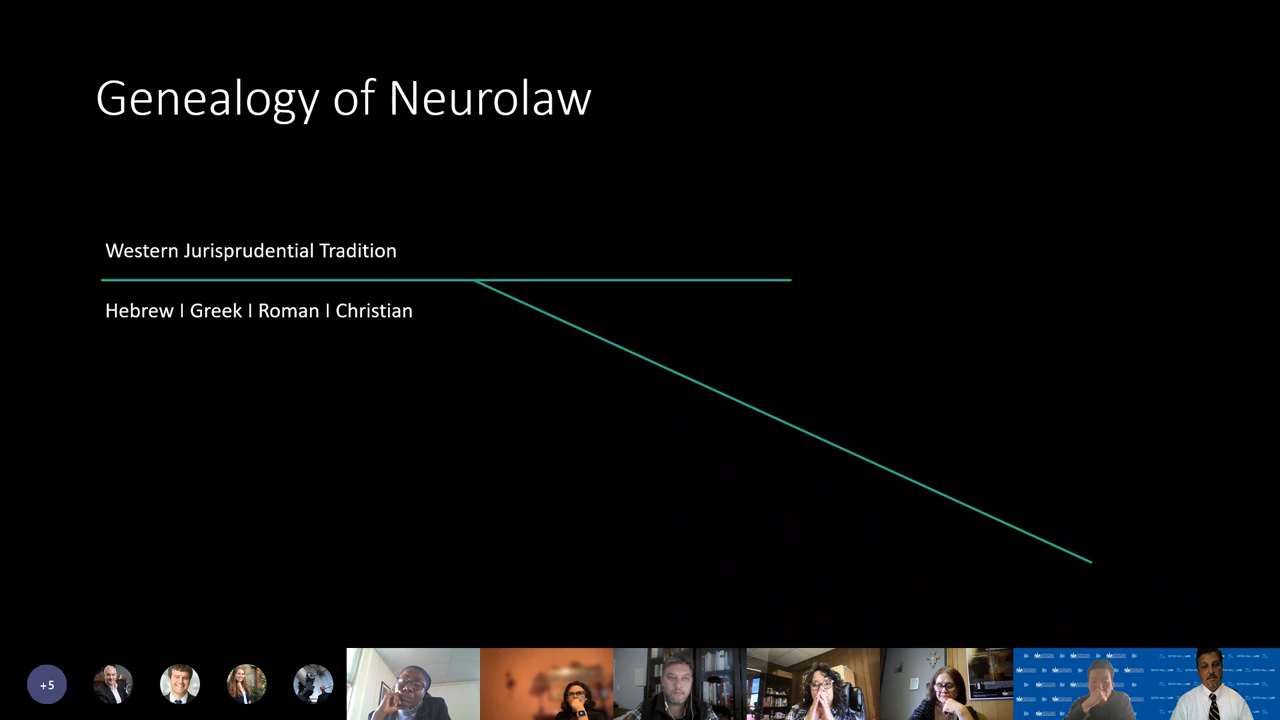 Genealogy of Neurolaw
Western Jurisprudential Tradition
Hebrew | Greek | Roman | Christian
+5